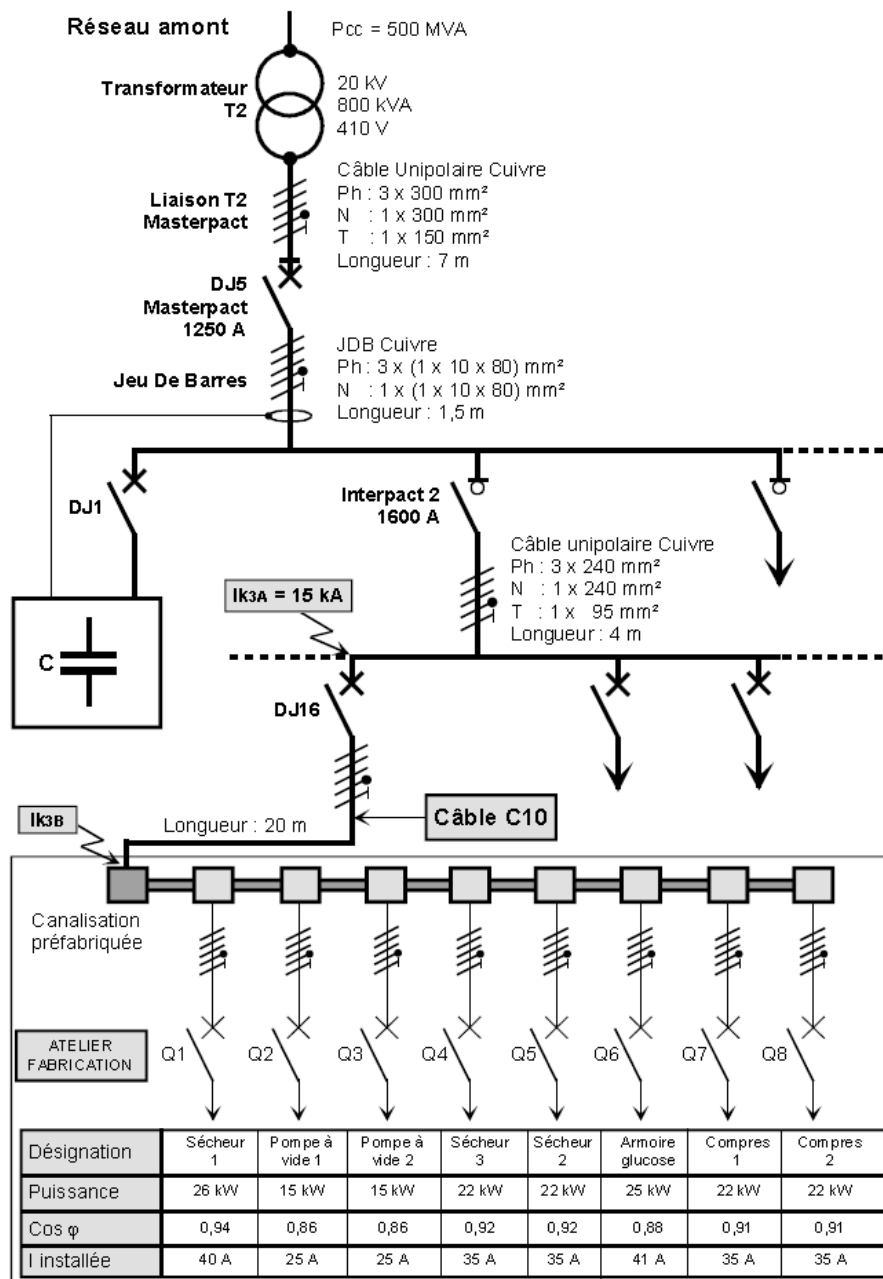 Réseau amont
Pcc = 500 MVA
Transformateur
T2
20 kV
800 kVA
410 V
Liaison T2
Masterpact
Câble Unipolaire Cuivre
Ph : 3 x 300 mm²
N : 1 x 300 mm²
T : 1 x 150 mm²
Longueur : 7 m
DJ5
Masterpact
1250 A
Jeu De Barres
JDB Cuivre
Ph : 3 x (1 x 10 x 80) mm²
N : 1 x (1 x 10 x 80) mm²
Longueur : 1,5 m
DJ1
Interpact 2
1600 A
Câble unipolaire Cuivre
Ph : 3 x 240 mm²
N : 1 x 240 mm²
T : 1 x 95 mm²
Longueur : 4 m
Ik3A = 15 kA
C
DJ16
Ik3B
Longueur : 20 m
Câble C10
Canalisation
préfabriquée
ATELIER
FABRICATION
Q1 Q2 Q3 Q4 Q5 Q6 Q7 Q8
Désignation Sécheur 1 Pompe à vide 1 Pompe à vide 2 Sécheur 3 Sécheur 2 Armoire glucose Compres 1 Compres 2
Puissance 26 kW 15 kW 15 kW 22 kW 22 kW 25 kW 22 kW 22 kW
Cos φ 0,94 0,86 0,86 0,92 0,92 0,88 0,91 0,91
I installée 40 A 25 A 25 A 35 A 35 A 41 A 35 A 35 A